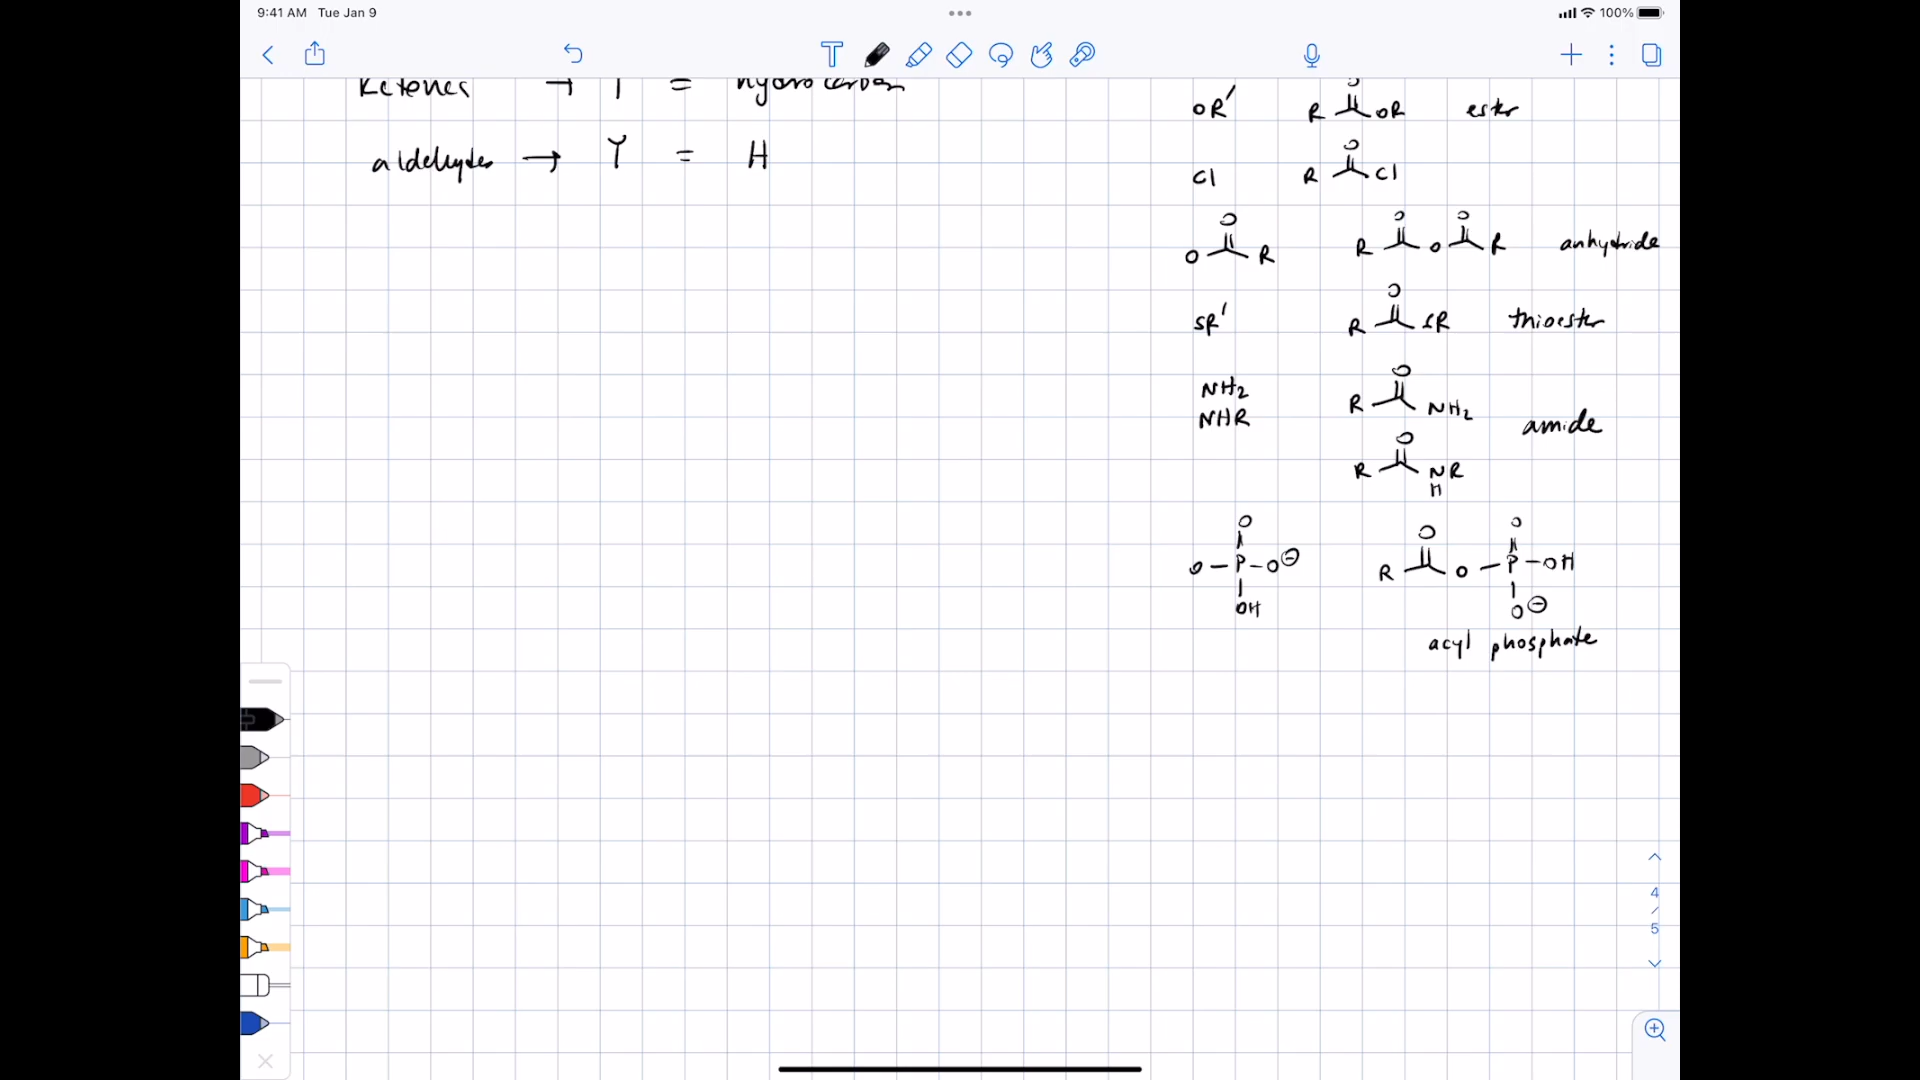 9:41 AM Tue Jan 9
100%
Ketones → Y = hydrocarbon
aldehydes → Y = H
OR′ R O OR ester
Cl R O Cl
O O R R O O O R anhydride
SR′ R O SR thioester
NH2 R O NH2
NHR
amide
R O NR
H
O O O
O-P-O⊖ R O-P-OH
OH O⊖
acyl phosphate
4
/
5